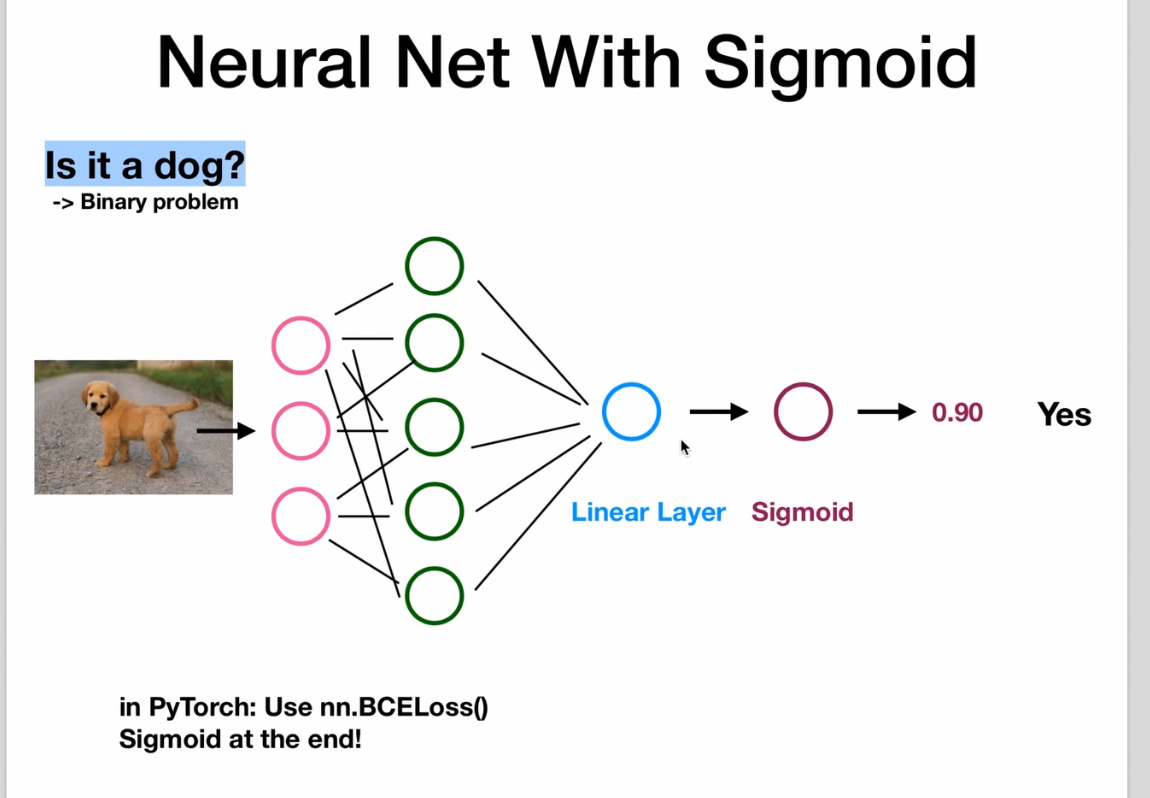 Neural Net With Sigmoid
Is it a dog?
-> Binary problem
0.90 Yes
Linear Layer Sigmoid
in PyTorch: Use nn.BCELoss()
Sigmoid at the end!